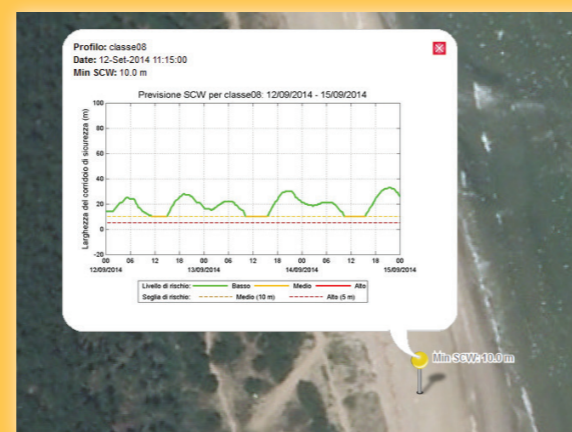 Profilo: classe08
Date: 12-Set-2014 11:15:00
Min SCW: 10.0 m
Previsione SCW per classe08: 12/09/2014 - 15/09/2014
Larghezza del corridoio di sicurezza (m)
100
80
60
40
20
0
-20
00 06 12 18 00 06 12 18 00 06 12 18 00
12/09/2014 13/09/2014 14/09/2014 15/09/2014
Livello di rischio: Basso Medio Alto
Soglia di rischio: Medio (10 m) Alto (5 m)
Min SCW: 10.0 m